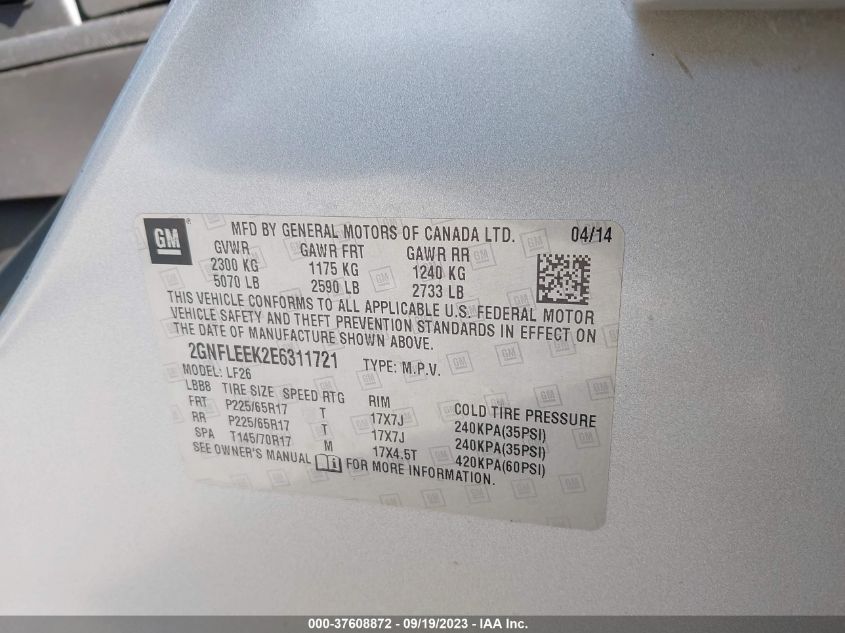 GM ®
MFD BY GENERAL MOTORS OF CANADA LTD. 04/14
GVWR GAWR FRT GAWR RR
2300 KG 1175 KG 1240 KG
5070 LB 2590 LB 2733 LB
THIS VEHICLE CONFORMS TO ALL APPLICABLE U.S. FEDERAL MOTOR
VEHICLE SAFETY AND THEFT PREVENTION STANDARDS IN EFFECT ON
THE DATE OF MANUFACTURE SHOWN ABOVE.
2GNFLEEK2E6311721 TYPE: M.P.V.
MODEL: LF26
LBB8 TIRE SIZE SPEED RTG RIM COLD TIRE PRESSURE
FRT P225/65R17 T 17X7J 240KPA(35PSI)
RR P225/65R17 T 17X7J 240KPA(35PSI)
SPA T145/70R17 M 17X4.5T 420KPA(60PSI)
SEE OWNER'S MANUAL FOR MORE INFORMATION.
000-37608872 - 09/19/2023 - IAA Inc.